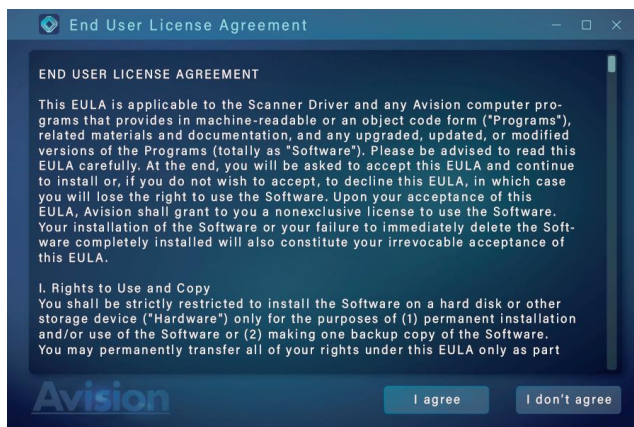 End User License Agreement
END USER LICENSE AGREEMENT
This EULA is applicable to the Scanner Driver and any Avision computer pro-
grams that provides in machine-readable or an object code form ("Programs"),
related materials and documentation, and any upgraded, updated, or modified
versions of the Programs (totally as "Software"). Please be advised to read this
EULA carefully. At the end, you will be asked to accept this EULA and continue
to install or, if you do not wish to accept, to decline this EULA, in which case
you will lose the right to use the Software. Upon your acceptance of this
EULA, Avision shall grant to you a nonexclusive license to use the Software.
Your installation of the Software or your failure to immediately delete the Soft-
ware completely installed will also constitute your irrevocable acceptance of
this EULA.
I. Rights to Use and Copy
You shall be strictly restricted to install the Software on a hard disk or other
storage device ("Hardware") only for the purposes of (1) permanent installation
and/or use of the Software or (2) making one backup copy of the Software.
You may permanently transfer all of your rights under this EULA only as part
Avision
I agree
I don't agree